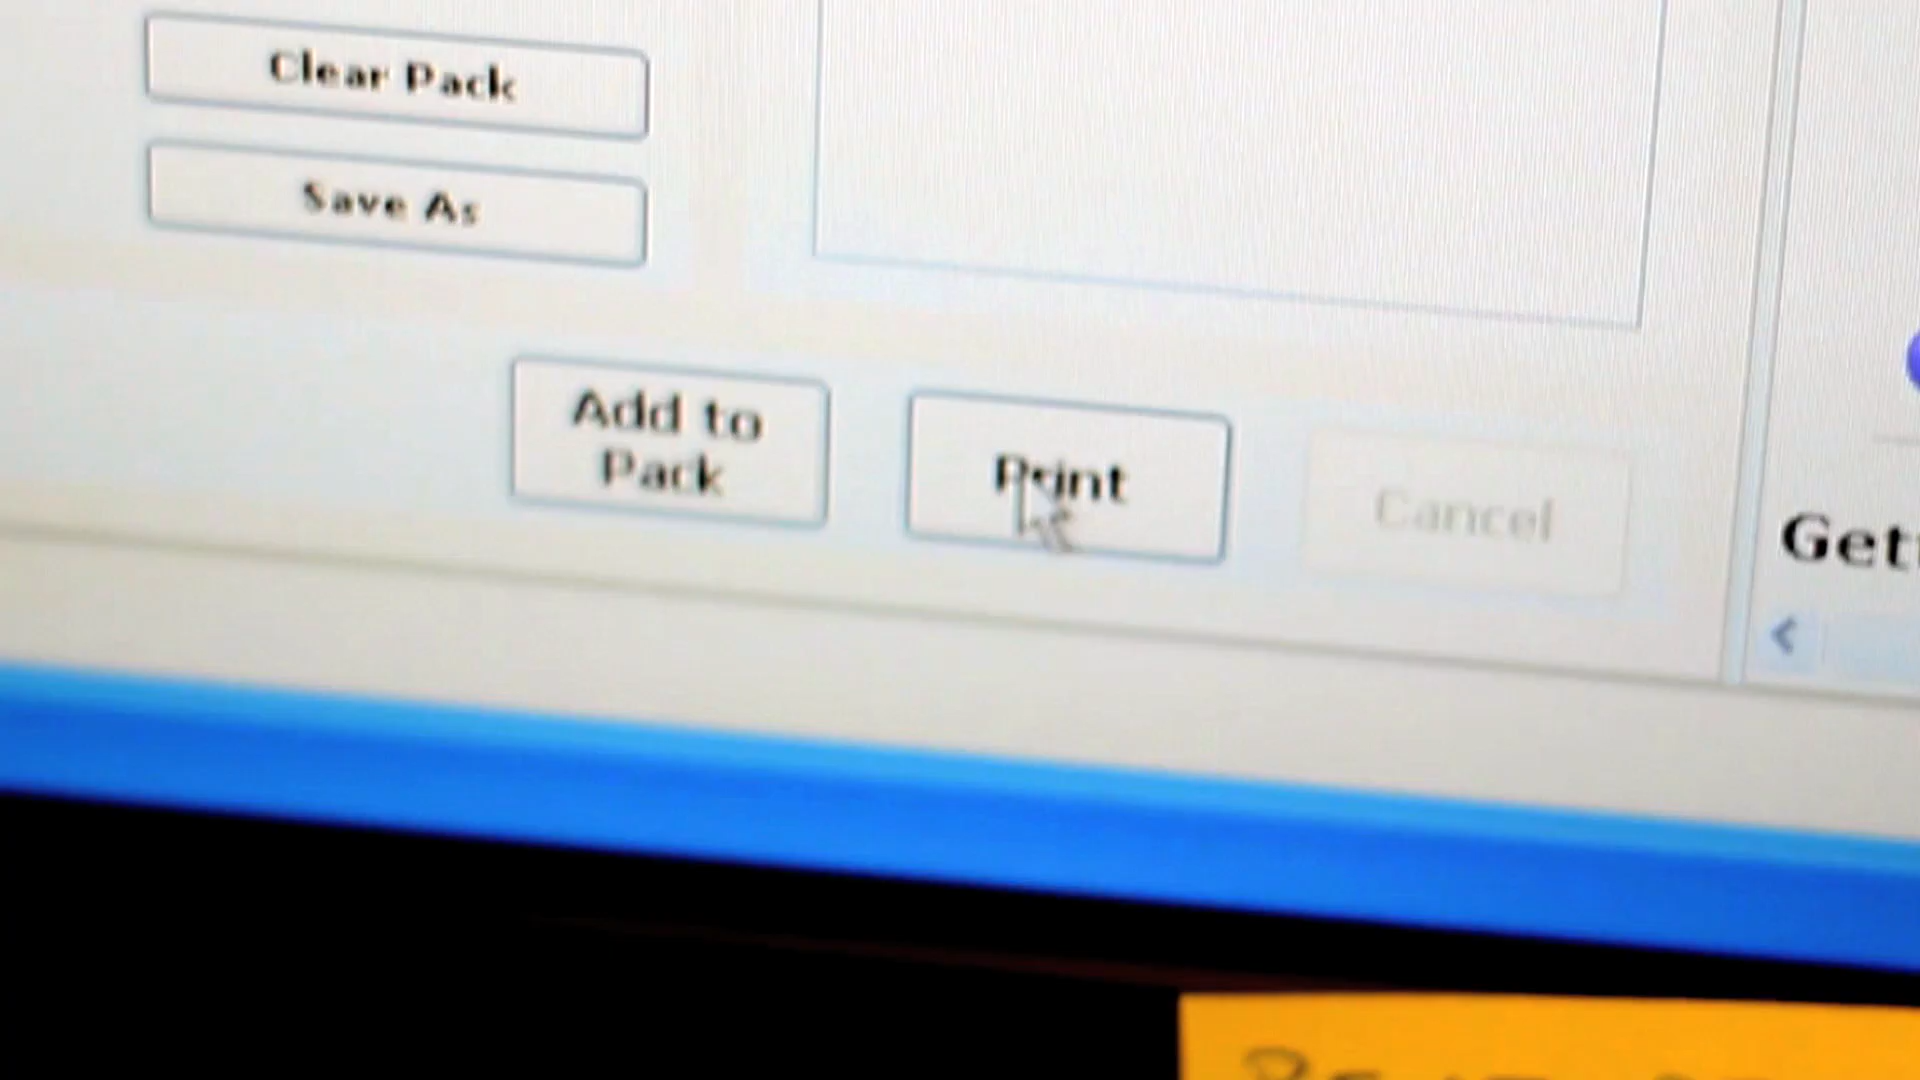 Clear Pack
Save As
Add to
Pack
Print
Cancel
Get